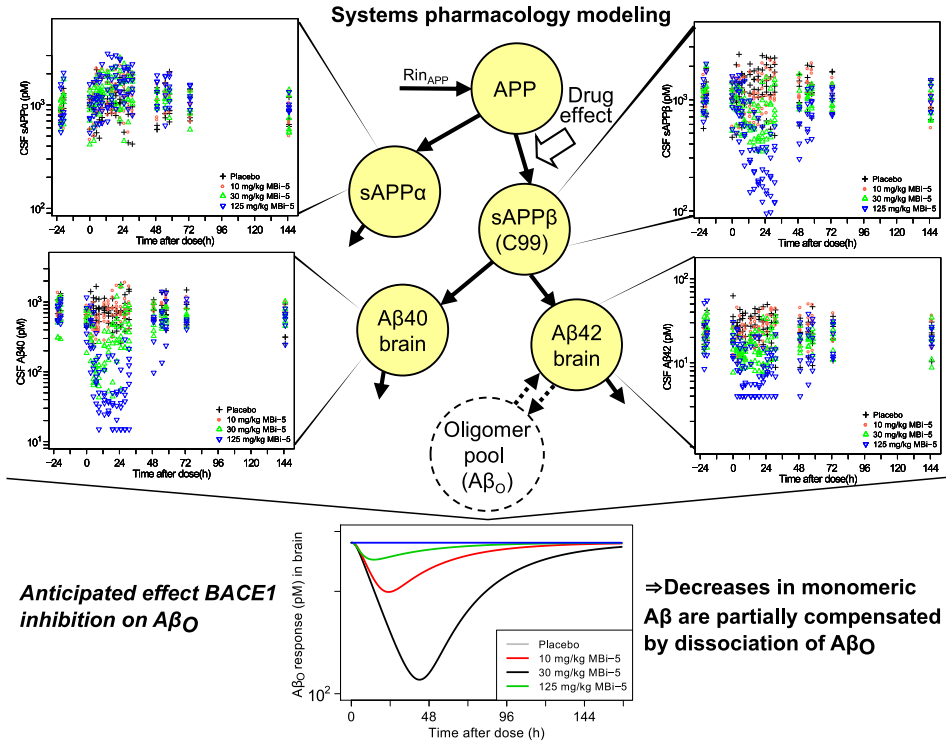 Systems pharmacology modeling
CSF sAPPα (pM)
10³
10²
Placebo
10 mg/kg MBi-5
30 mg/kg MBi-5
125 mg/kg MBi-5
−24 0 24 48 72 96 120 144
Time after dose(h)
Rin_APP
APP
Drug
effect
sAPPα
sAPPβ
(C99)
CSF sAPPβ (pM)
10³
10²
Placebo
10 mg/kg MBi-5
30 mg/kg MBi-5
125 mg/kg MBi-5
−24 0 24 48 72 96 120 144
Time after dose(h)
CSF Aβ40 (pM)
10³
10²
10¹
Placebo
10 mg/kg MBi-5
30 mg/kg MBi-5
125 mg/kg MBi-5
−24 0 24 48 72 96 120 144
Time after dose(h)
Aβ40
brain
Aβ42
brain
Oligomer
pool
(Aβ_O)
CSF Aβ42 (pM)
10²
10¹
Placebo
10 mg/kg MBi-5
30 mg/kg MBi-5
125 mg/kg MBi-5
−24 0 24 48 72 96 120 144
Time after dose(h)
Anticipated effect BACE1
inhibition on Aβ_O
Aβ_O response (pM) in brain
10²
Placebo
10 mg/kg MBi−5
30 mg/kg MBi−5
125 mg/kg MBi−5
0 48 96 144
Time after dose (h)
⇒Decreases in monomeric
Aβ are partially compensated
by dissociation of Aβ_O